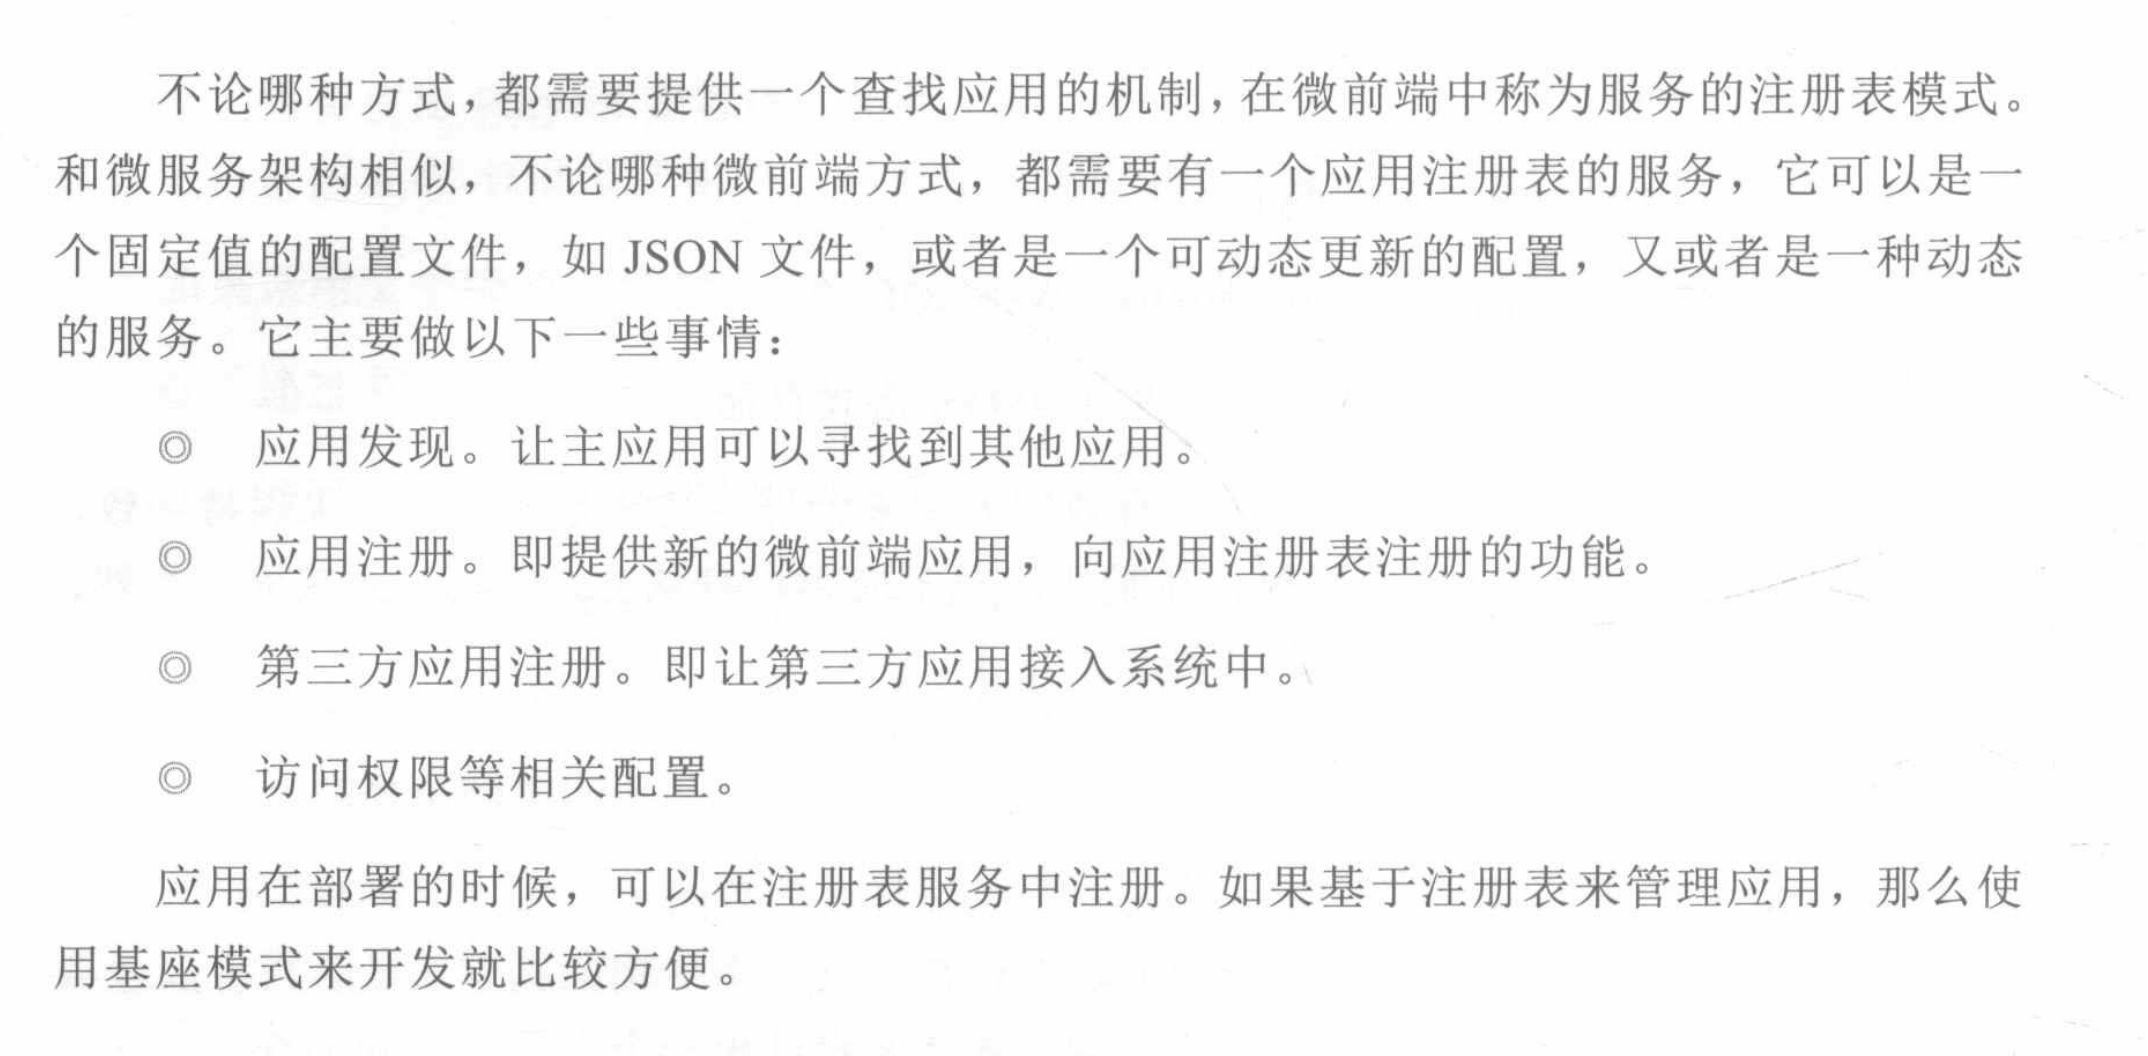 不论哪种方式，都需要提供一个查找应用的机制，在微前端中称为服务的注册表模式。
和微服务架构相似，不论哪种微前端方式，都需要有一个应用注册表的服务，它可以是一
个固定值的配置文件，如 JSON 文件，或者是一个可动态更新的配置，又或者是一种动态
的服务。它主要做以下一些事情：
◎ 应用发现。让主应用可以寻找到其他应用。
◎ 应用注册。即提供新的微前端应用，向应用注册表注册的功能。
◎ 第三方应用注册。即让第三方应用接入系统中。
◎ 访问权限等相关配置。
应用在部署的时候，可以在注册表服务中注册。如果基于注册表来管理应用，那么使
用基座模式来开发就比较方便。